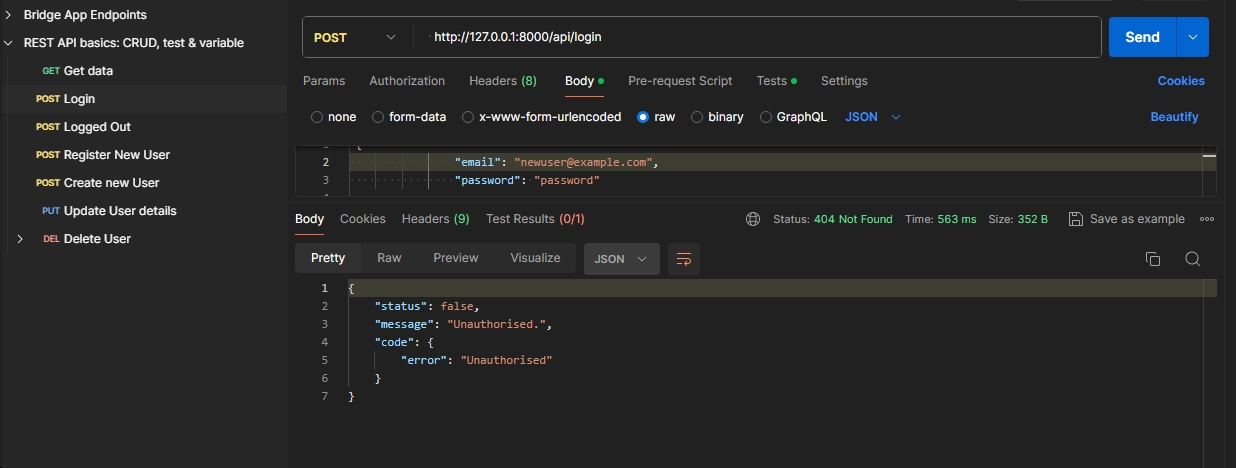 Bridge App Endpoints
REST API basics: CRUD, test & variable
GET Get data
POST Login
POST Logged Out
POST Register New User
POST Create new User
PUT Update User details
DEL Delete User
POST http://127.0.0.1:8000/api/login Send
Params Authorization Headers (8) Body Pre-request Script Tests Settings Cookies
none form-data x-www-form-urlencoded raw binary GraphQL JSON Beautify
2 "email": "newuser@example.com",
3 "password": "password"
Body Cookies Headers (9) Test Results (0/1) Status: 404 Not Found Time: 563 ms Size: 352 B Save as example
Pretty Raw Preview Visualize JSON
1 {
2 "status": false,
3 "message": "Unauthorised.",
4 "code": {
5 "error": "Unauthorised"
6 }
7 }